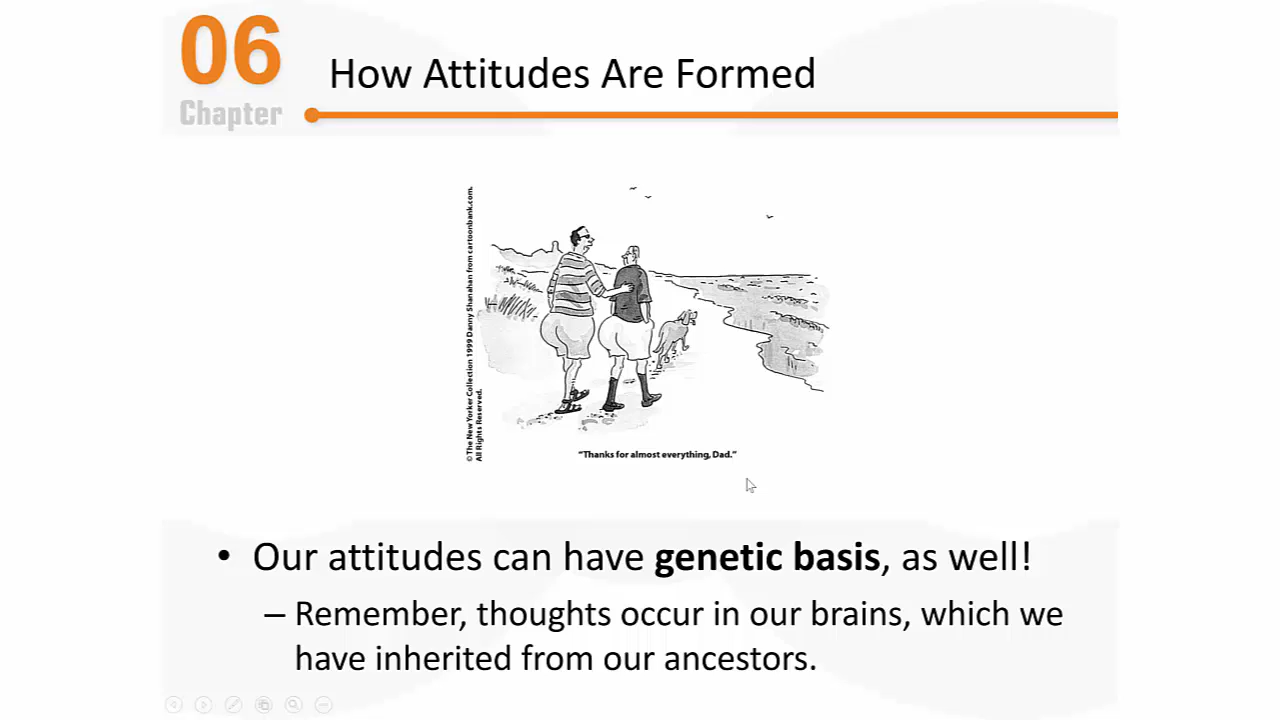 06
Chapter
How Attitudes Are Formed
© The New Yorker Collection 1999 Danny Shanahan from cartoonbank.com.
All Rights Reserved.
“Thanks for almost everything, Dad.”
• Our attitudes can have genetic basis, as well!
– Remember, thoughts occur in our brains, which we
have inherited from our ancestors.